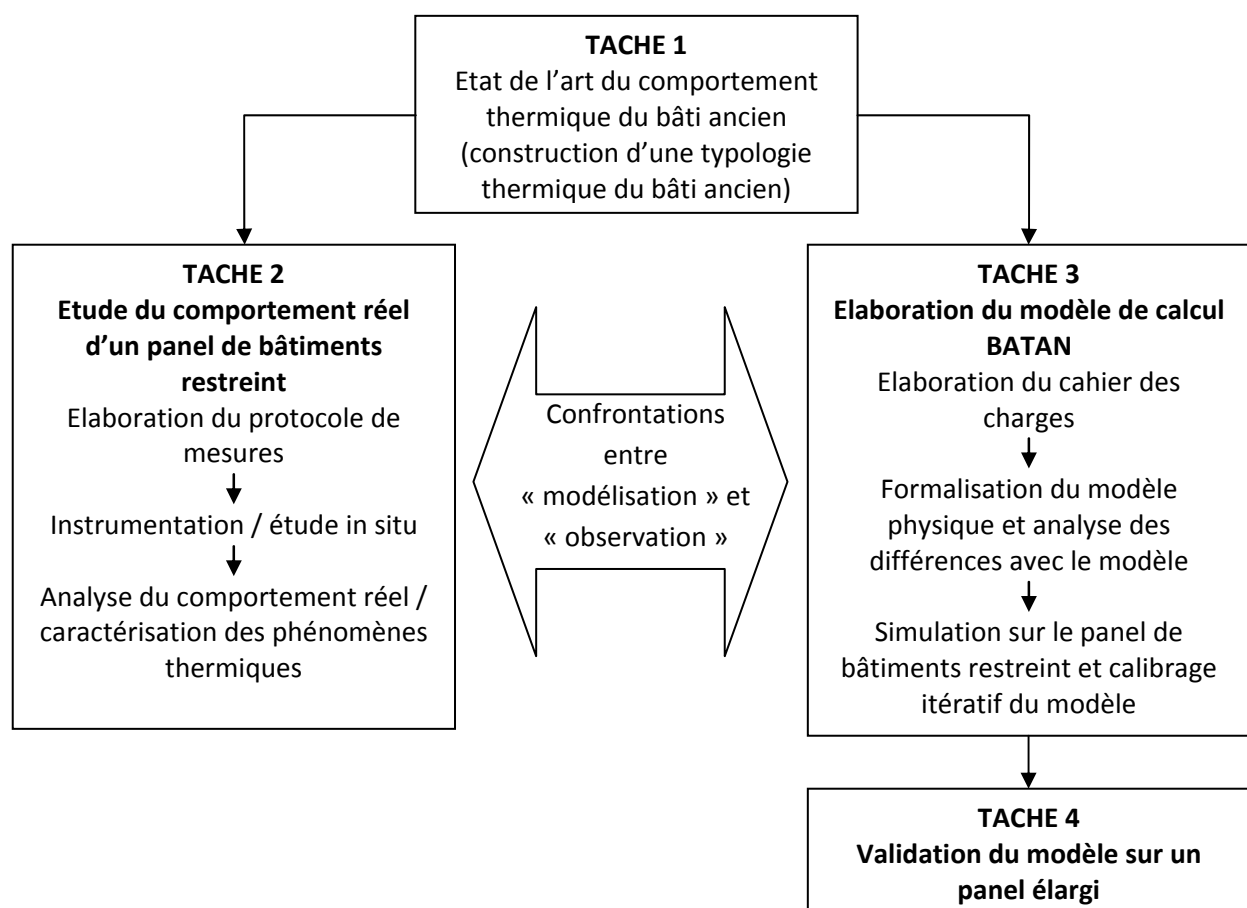 TACHE 1
Etat de l’art du comportement
thermique du bâti ancien
(construction d’une typologie
thermique du bâti ancien)
TACHE 2
Etude du comportement réel
d’un panel de bâtiments
restreint
Elaboration du protocole de
mesures
Instrumentation / étude in situ
Analyse du comportement réel /
caractérisation des phénomènes
thermiques
Confrontations
entre
« modélisation » et
« observation »
TACHE 3
Elaboration du modèle de calcul
BATAN
Elaboration du cahier des
charges
Formalisation du modèle
physique et analyse des
différences avec le modèle
Simulation sur le panel de
bâtiments restreint et calibrage
itératif du modèle
TACHE 4
Validation du modèle sur un
panel élargi